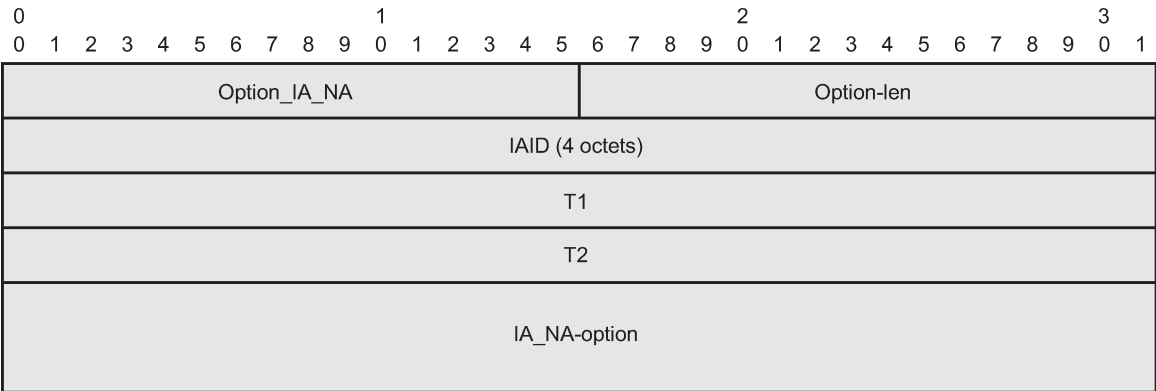 0 1 2 3
0 1 2 3 4 5 6 7 8 9 0 1 2 3 4 5 6 7 8 9 0 1 2 3 4 5 6 7 8 9 0 1
Option_IA_NA Option-len
IAID (4 octets)
T1
T2
IA_NA-option